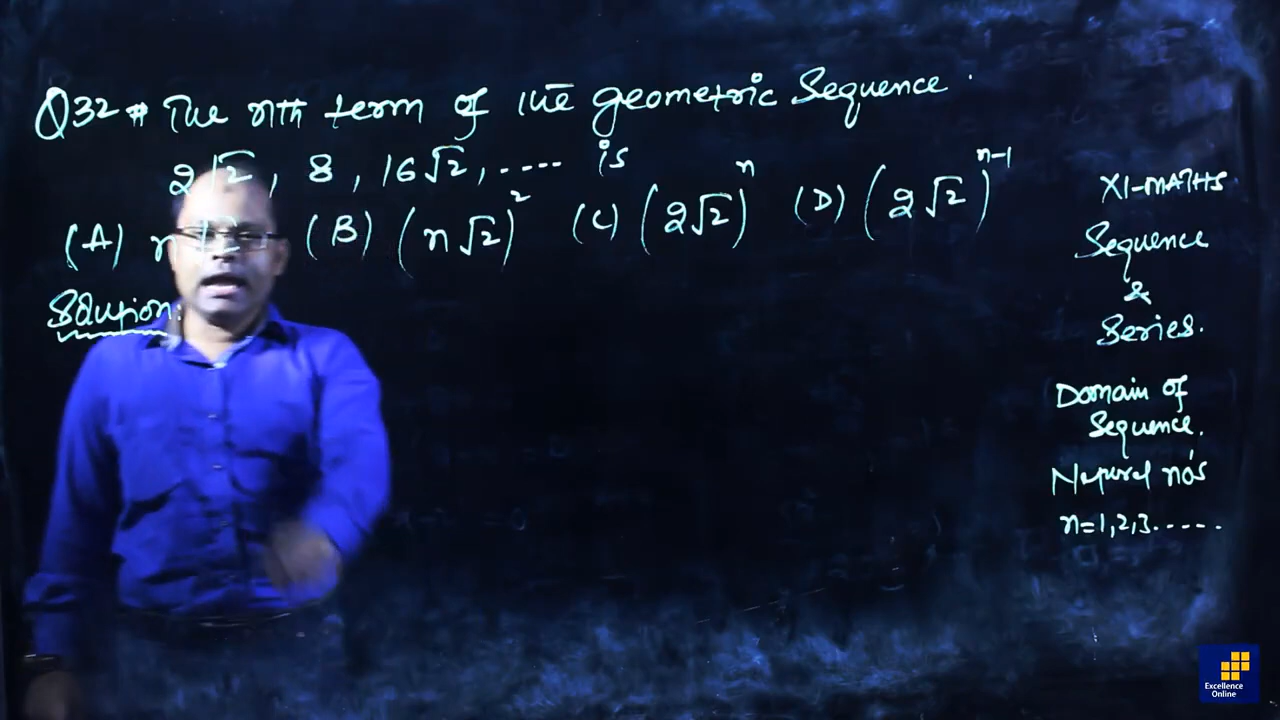 Q32 # The nth term of the geometric Sequence.
2√2, 8, 16√2, ..... is
(A) n√2 (B) (n√2)² (C) (2√2)ⁿ (D) (2√2)ⁿ⁻¹
Solution:
XI-MATHS
Sequence
&
Series.
Domain of
Sequence.
Natural no's
n=1,2,3.....
Excellence
Online